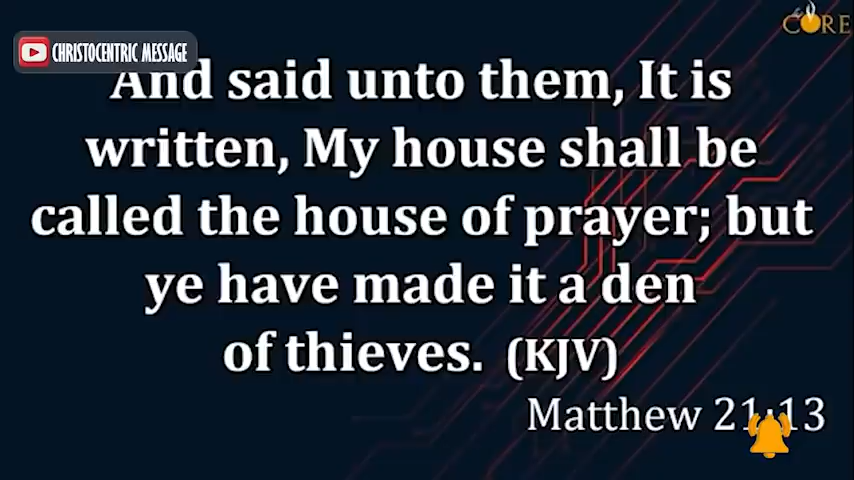 CORE
CHRISTOCENTRIC MESSAGE
And said unto them, It is
written, My house shall be
called the house of prayer; but
ye have made it a den
of thieves. (KJV)
Matthew 21:13